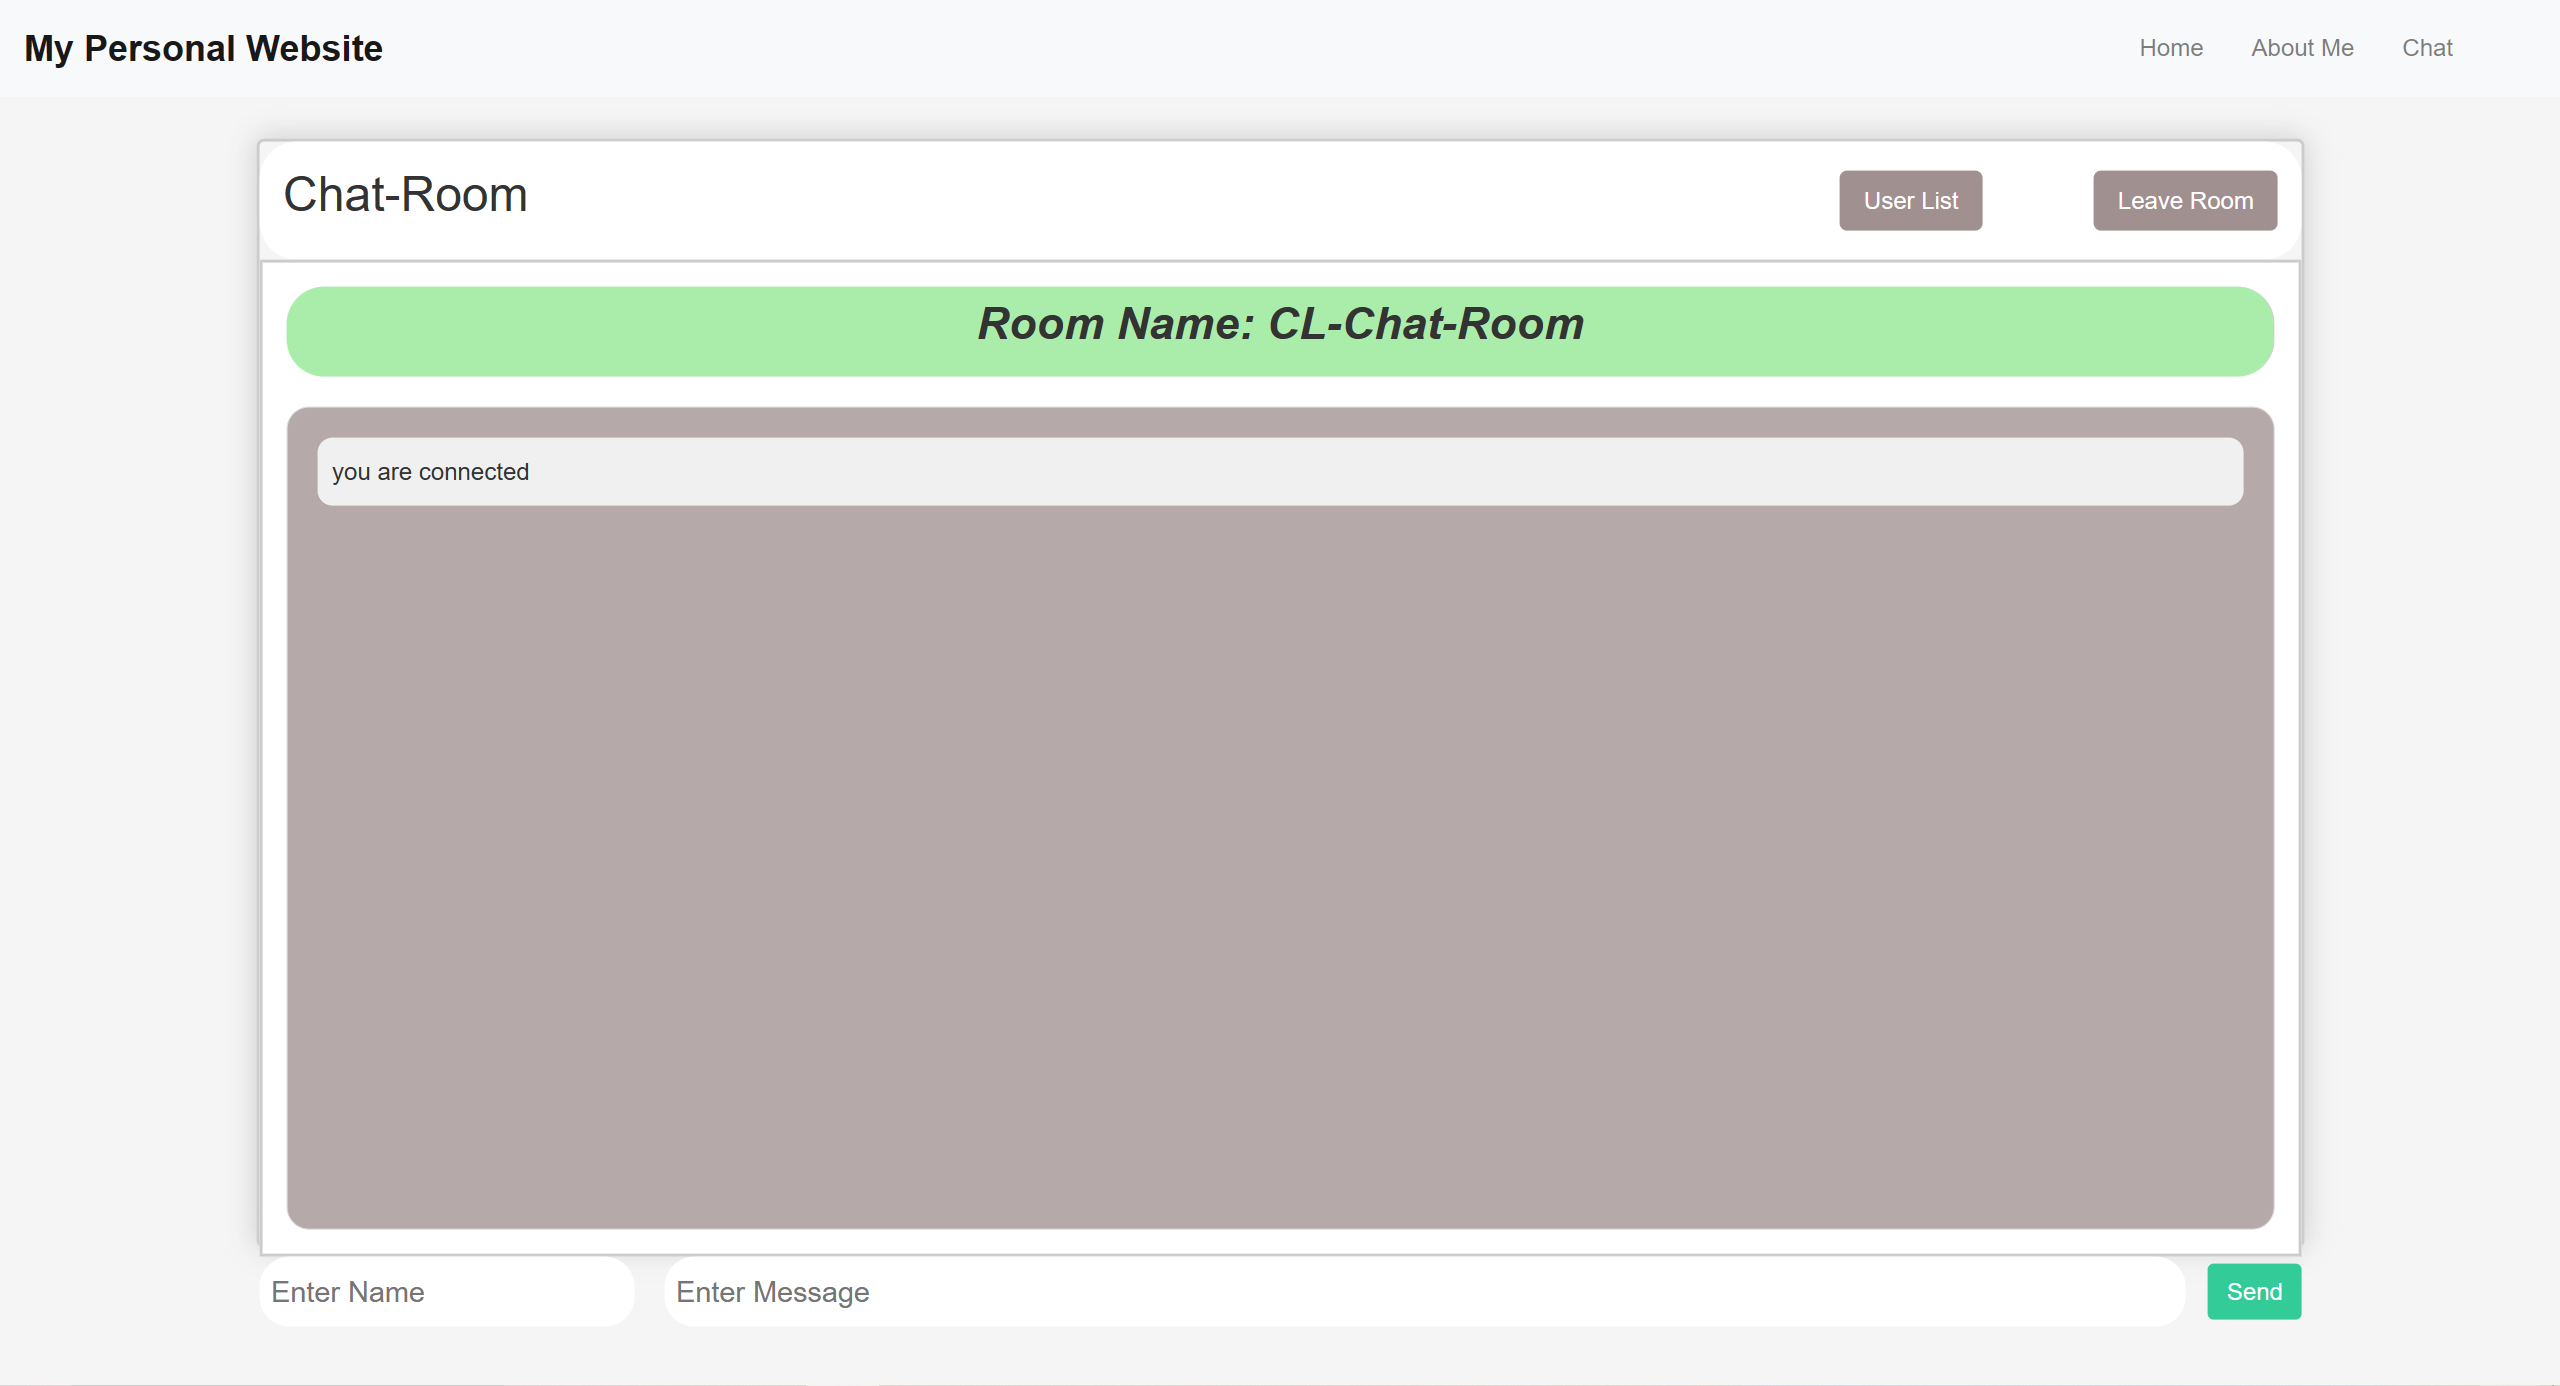 My Personal Website
Home About Me Chat
Chat-Room
User List
Leave Room
Room Name: CL-Chat-Room
you are connected
Enter Name
Enter Message
Send